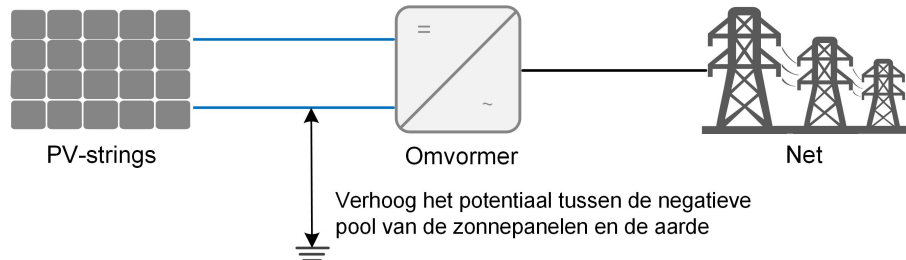 PV-strings
Omvormer
Net
Verhoog het potentiaal tussen de negatieve
pool van de zonnepanelen en de aarde